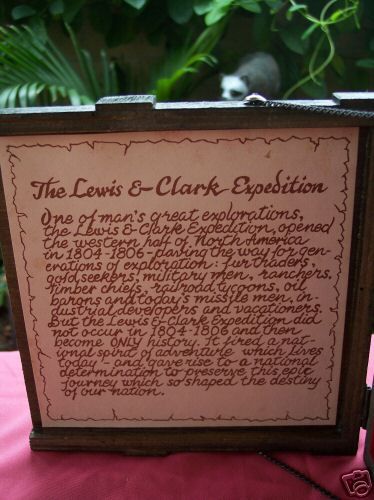 The Lewis & Clark Expedition
One of man's great explorations,
the Lewis & Clark Expedition, opened
the western half of North America
in 1804-1806 - paving the way for gen-
erations of exploration: fur traders,
gold seekers, military men, ranchers,
timber chiefs, railroad tycoons, oil
barons and today's missile men, in-
dustrial developers and vacationers.
But the Lewis & Clark Expedition did
not occur in 1804-1806 and then
become ONLY history. It fired a nat-
ional spirit of adventure which lives
today - and gave rise to a national
determination to preserve this epic
journey which so shaped the destiny
of our nation.